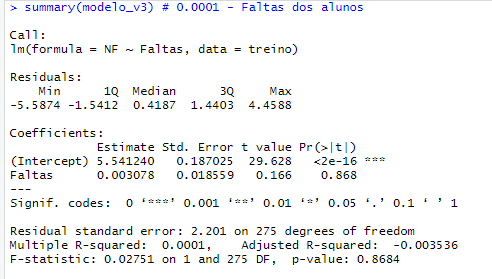 > summary(modelo_v3) # 0.0001 - Faltas dos alunos
Call:
lm(formula = NF ~ Faltas, data = treino)
Residuals:
Min 1Q Median 3Q Max
-5.5874 -1.5412 0.4187 1.4403 4.4588
Coefficients:
Estimate Std. Error t value Pr(>|t|)
(Intercept) 5.541240 0.187025 29.628 <2e-16 ***
Faltas 0.003078 0.018559 0.166 0.868
---
Signif. codes: 0 ‘***’ 0.001 ‘**’ 0.01 ‘*’ 0.05 ‘.’ 0.1 ‘ ’ 1
Residual standard error: 2.201 on 275 degrees of freedom
Multiple R-squared: 0.0001, Adjusted R-squared: -0.003536
F-statistic: 0.02751 on 1 and 275 DF, p-value: 0.8684